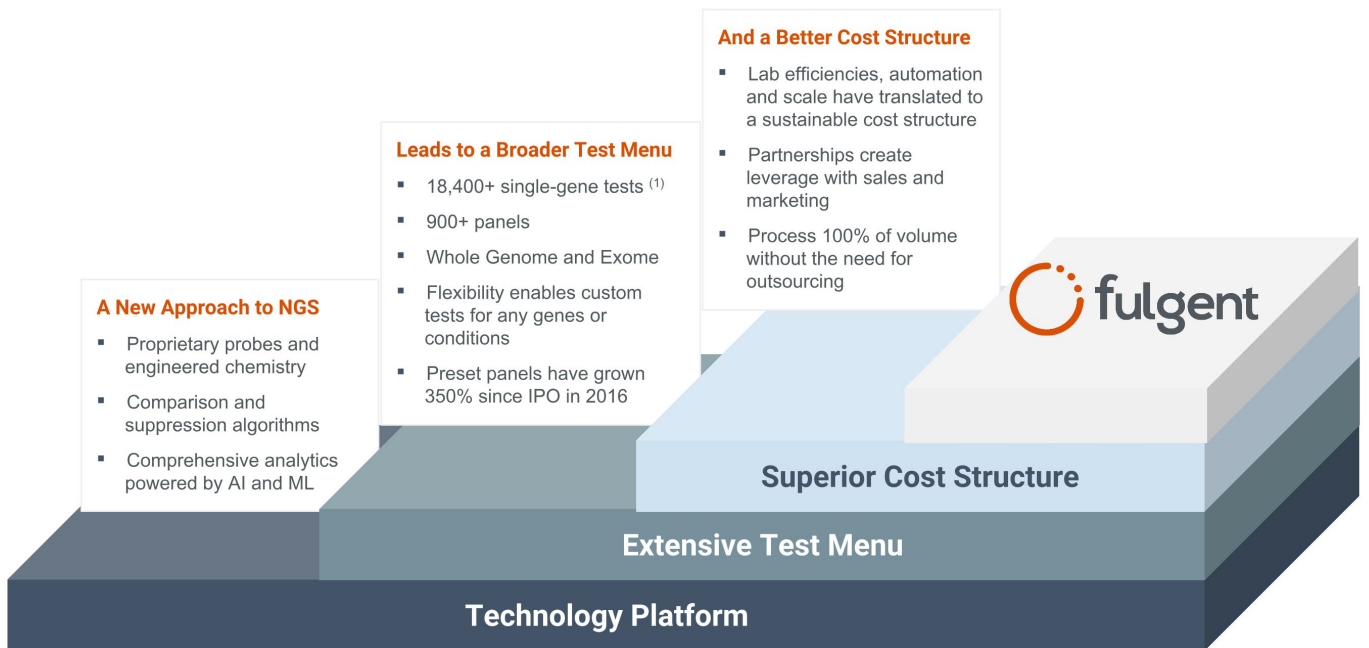 A New Approach to NGS
▪ Proprietary probes and
engineered chemistry
▪ Comparison and
suppression algorithms
▪ Comprehensive analytics
powered by AI and ML
Leads to a Broader Test Menu
▪ 18,400+ single-gene tests (1)
▪ 900+ panels
▪ Whole Genome and Exome
▪ Flexibility enables custom
tests for any genes or
conditions
▪ Preset panels have grown
350% since IPO in 2016
And a Better Cost Structure
▪ Lab efficiencies, automation
and scale have translated to
a sustainable cost structure
▪ Partnerships create
leverage with sales and
marketing
▪ Process 100% of volume
without the need for
outsourcing
fulgent
Superior Cost Structure
Extensive Test Menu
Technology Platform